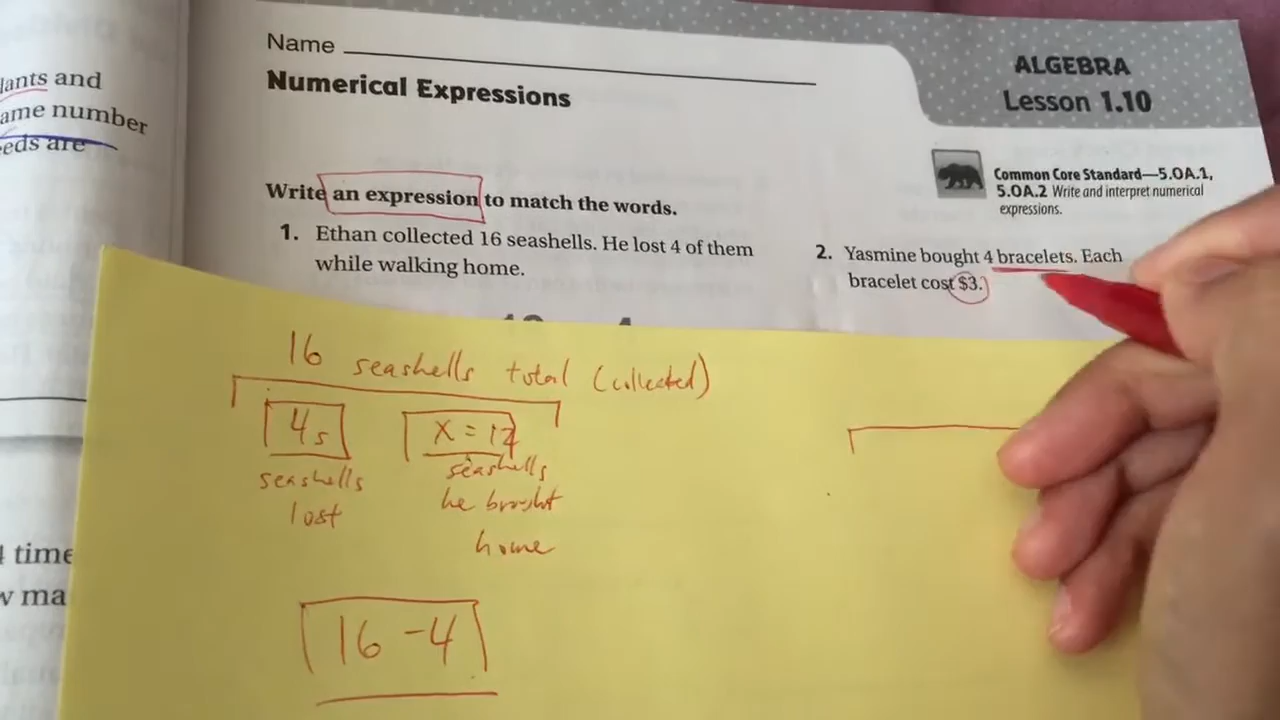 lants and
ame number
eds are
Name
Numerical Expressions
ALGEBRA
Lesson 1.10
Common Core Standard—5.OA.1,
5.OA.2 Write and interpret numerical
expressions.
Write an expression to match the words.
1. Ethan collected 16 seashells. He lost 4 of them
while walking home.
2. Yasmine bought 4 bracelets. Each
bracelet cost $3.
16 seashells total (collected)
4s x = 12
seashells
lost
seashells
he brought
home
16 - 4
time
ma